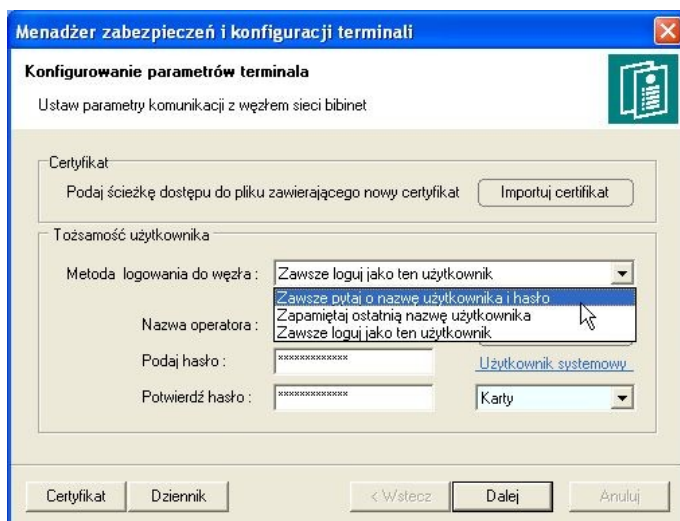 Menadżer zabezpieczeń i konfiguracji terminali
Konfigurowanie parametrów terminala
Ustaw parametry komunikacji z węzłem sieci bibinet
Certyfikat
Podaj ścieżkę dostępu do pliku zawierającego nowy certyfikat
Importuj certifikat
Tożsamość użytkownika
Metoda logowania do węzła :
Zawsze loguj jako ten użytkownik
Zawsze pytaj o nazwę użytkownika i hasło
Zapamiętaj ostatnią nazwę użytkownika
Zawsze loguj jako ten użytkownik
Nazwa operatora :
Podaj hasło :
xxxxxxxxxxxxx
Użytkownik systemowy
Potwierdź hasło :
xxxxxxxxxxxxx
Karty
Certyfikat
Dziennik
< Wstecz
Dalej
Anuluj